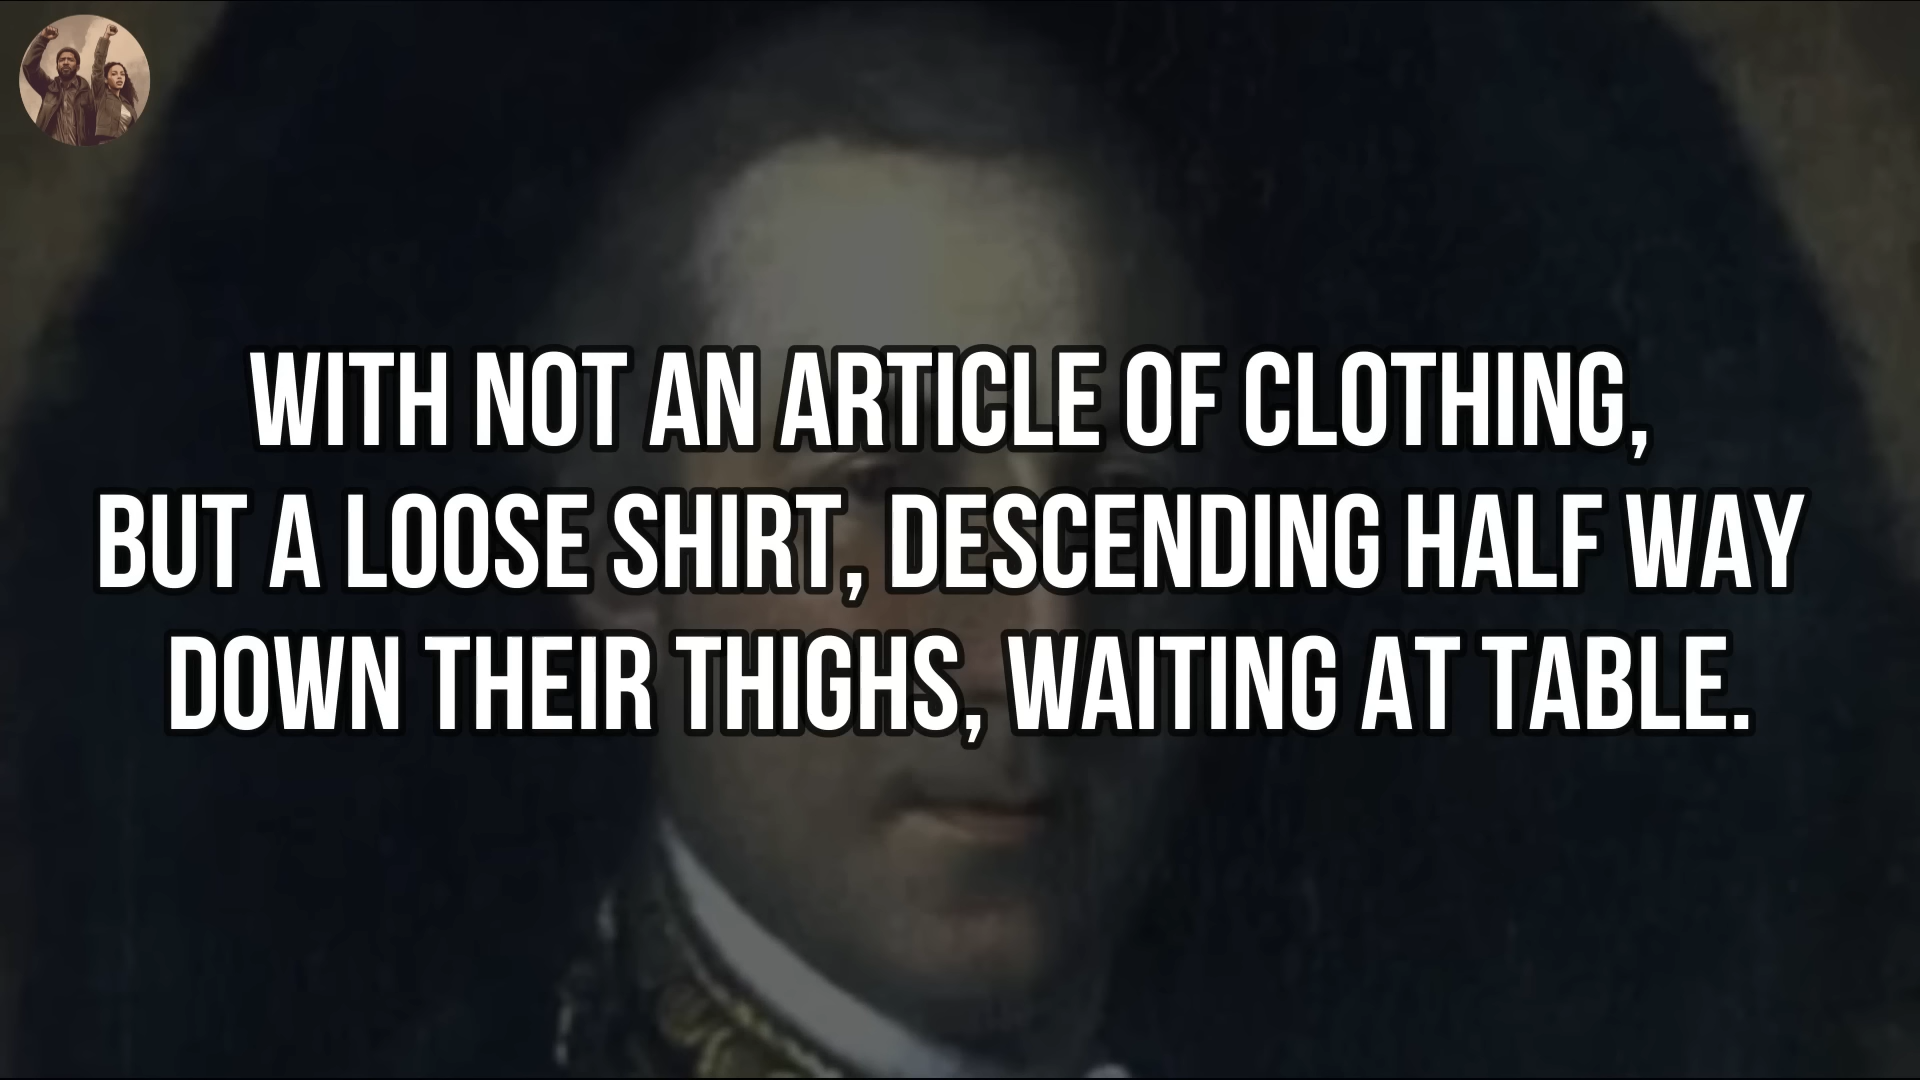 WITH NOT AN ARTICLE OF CLOTHING,
BUT A LOOSE SHIRT, DESCENDING HALF WAY
DOWN THEIR THIGHS, WAITING AT TABLE.